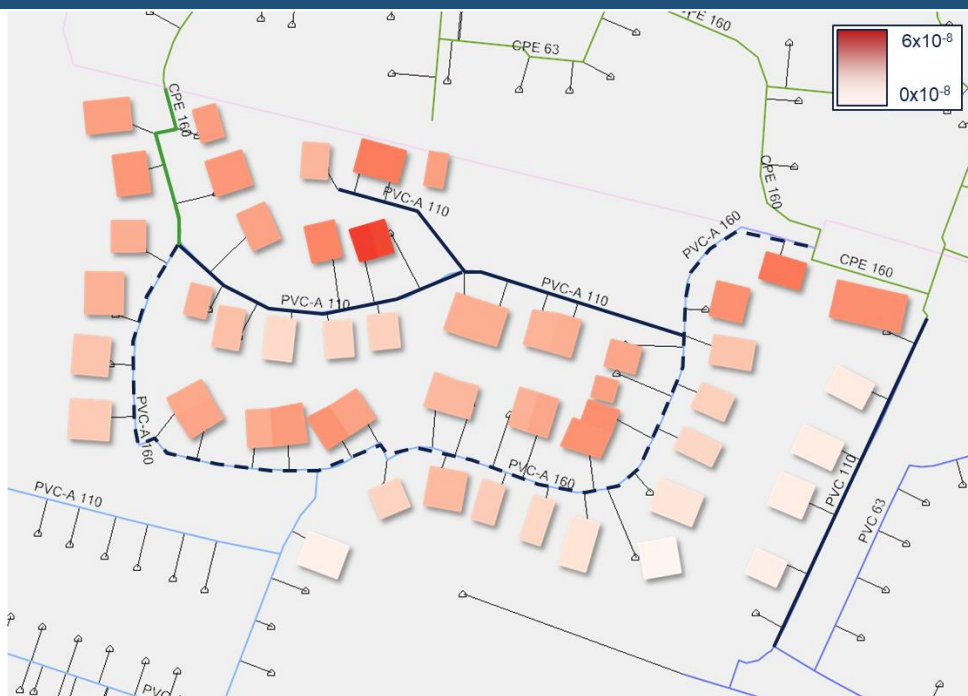 CPE 160
CPE 63
6x10-8
0x10-8
CPE 160
CPE 160
PVC-A 110
PVC-A 160
CPE 160
PVC-A 110
PVC-A 110
PVC-A 160
PVC-A 160
PVC-A 110
PVC 110
PVC 63